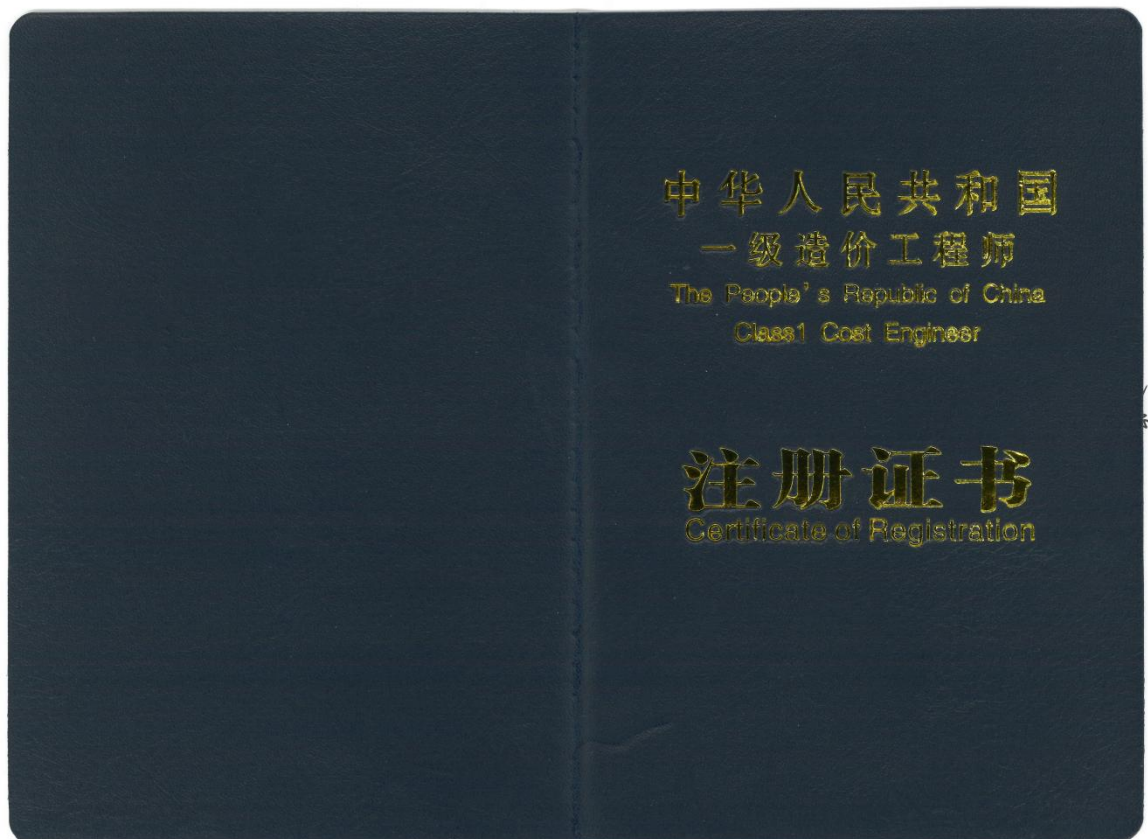 中华人民共和国
一级造价工程师
The People's Republic of China
Class1 Cost Engineer
注册证书
Certificate of Registration